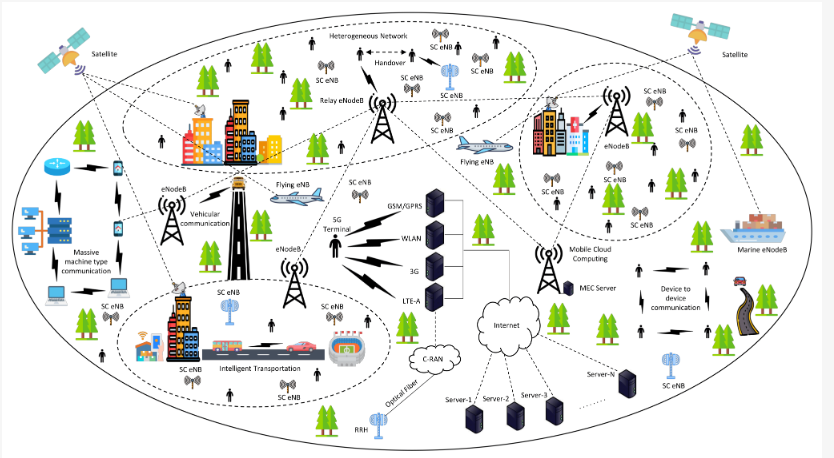 Satellite
Heterogeneous Network
Handover
SC eNB
SC eNB
SC eNB
SC eNB
SC eNB
SC eNB
Relay eNodeB
Satellite
SC eNB
SC eNB
eNodeB
SC eNB
SC eNB
SC eNB
Flying eNB
Flying eNB
SC eNB
eNodeB
Vehicular
communication
5G
Terminal
GSM/GPRS
WLAN
3G
LTE-A
Massive
machine type
communication
eNodeB
Mobile Cloud
Computing
MEC Server
Marine eNodeB
Device to
device
communication
SC eNB
SC eNB
SC eNB
Intelligent Transportation
SC eNB
SC eNB
Internet
C-RAN
Optical Fiber
RRH
Server-1
Server-2
Server-3
Server-N
SC eNB